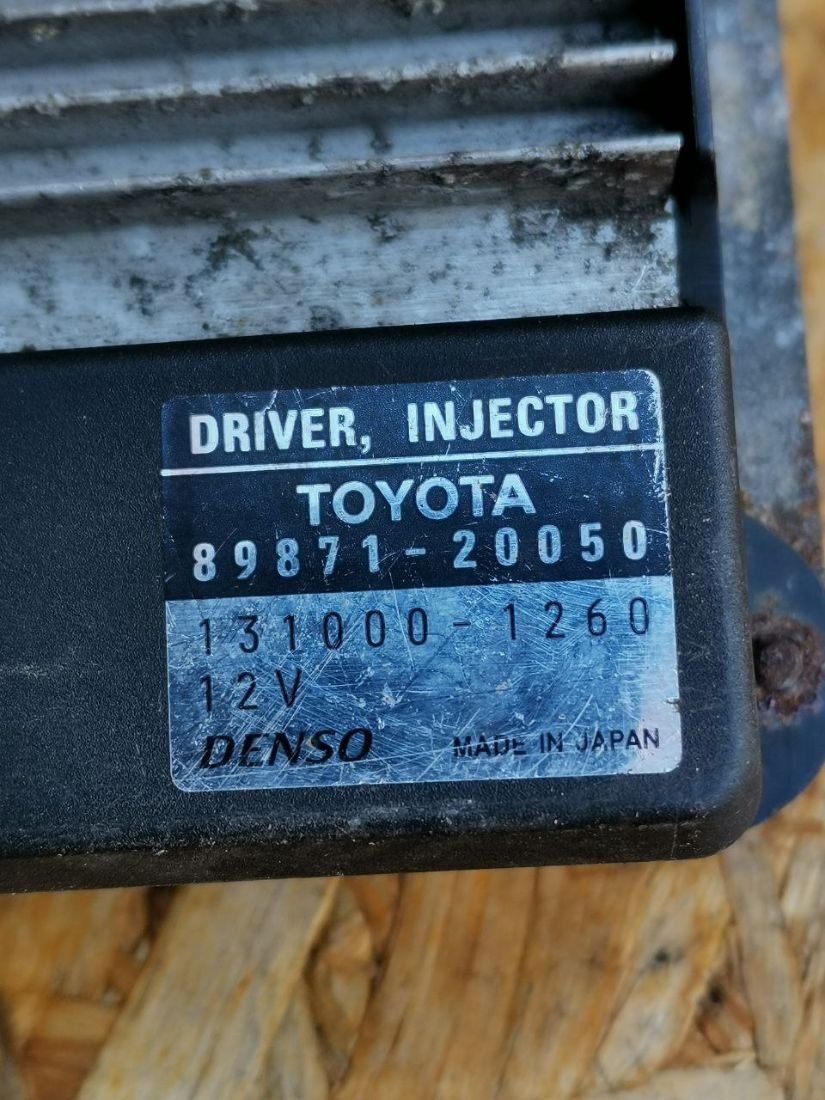 DRIVER, INJECTOR
TOYOTA
89871-20050
131000-1260
12V
DENSO MADE IN JAPAN